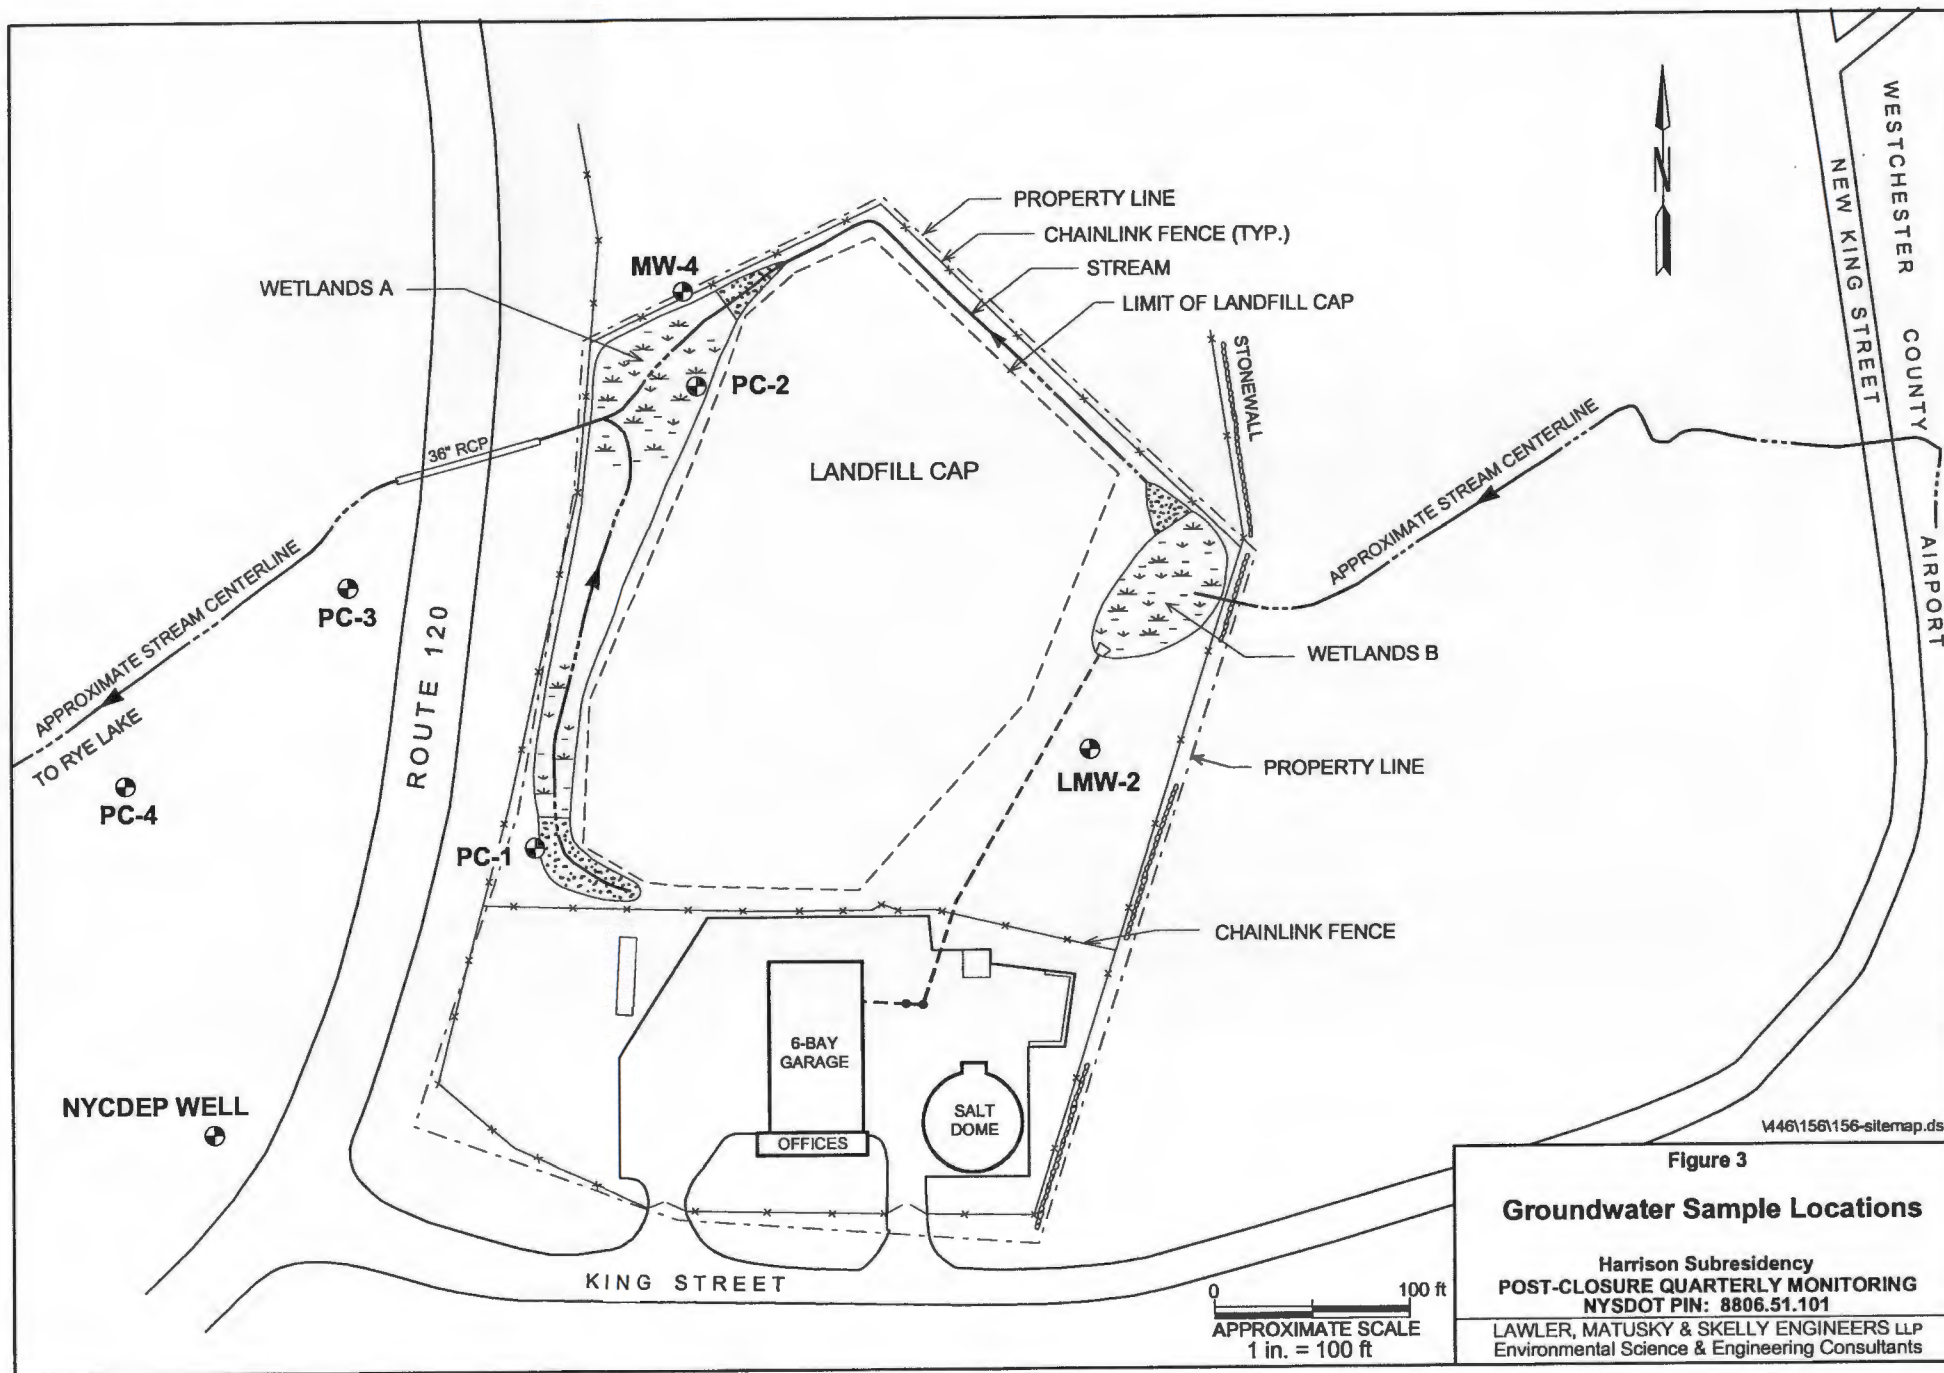 PROPERTY LINE
CHAINLINK FENCE (TYP.)
STREAM
LIMIT OF LANDFILL CAP
N
WESTCHESTER COUNTY AIRPORT
NEW KING STREET
WETLANDS A
MW-4
PC-2
STONEWALL
36" RCP
LANDFILL CAP
APPROXIMATE STREAM CENTERLINE
APPROXIMATE STREAM CENTERLINE
TO RYE LAKE
PC-3
ROUTE 120
WETLANDS B
PC-4
LMW-2
PROPERTY LINE
PC-1
CHAINLINK FENCE
6-BAY
GARAGE
OFFICES
SALT
DOME
NYCDEP WELL
KING STREET
0 100 ft
APPROXIMATE SCALE
1 in. = 100 ft
\446\156\156-sitemap.ds
Figure 3
Groundwater Sample Locations
Harrison Subresidency
POST-CLOSURE QUARTERLY MONITORING
NYSDOT PIN: 8806.51.101
LAWLER, MATUSKY & SKELLY ENGINEERS LLP
Environmental Science & Engineering Consultants